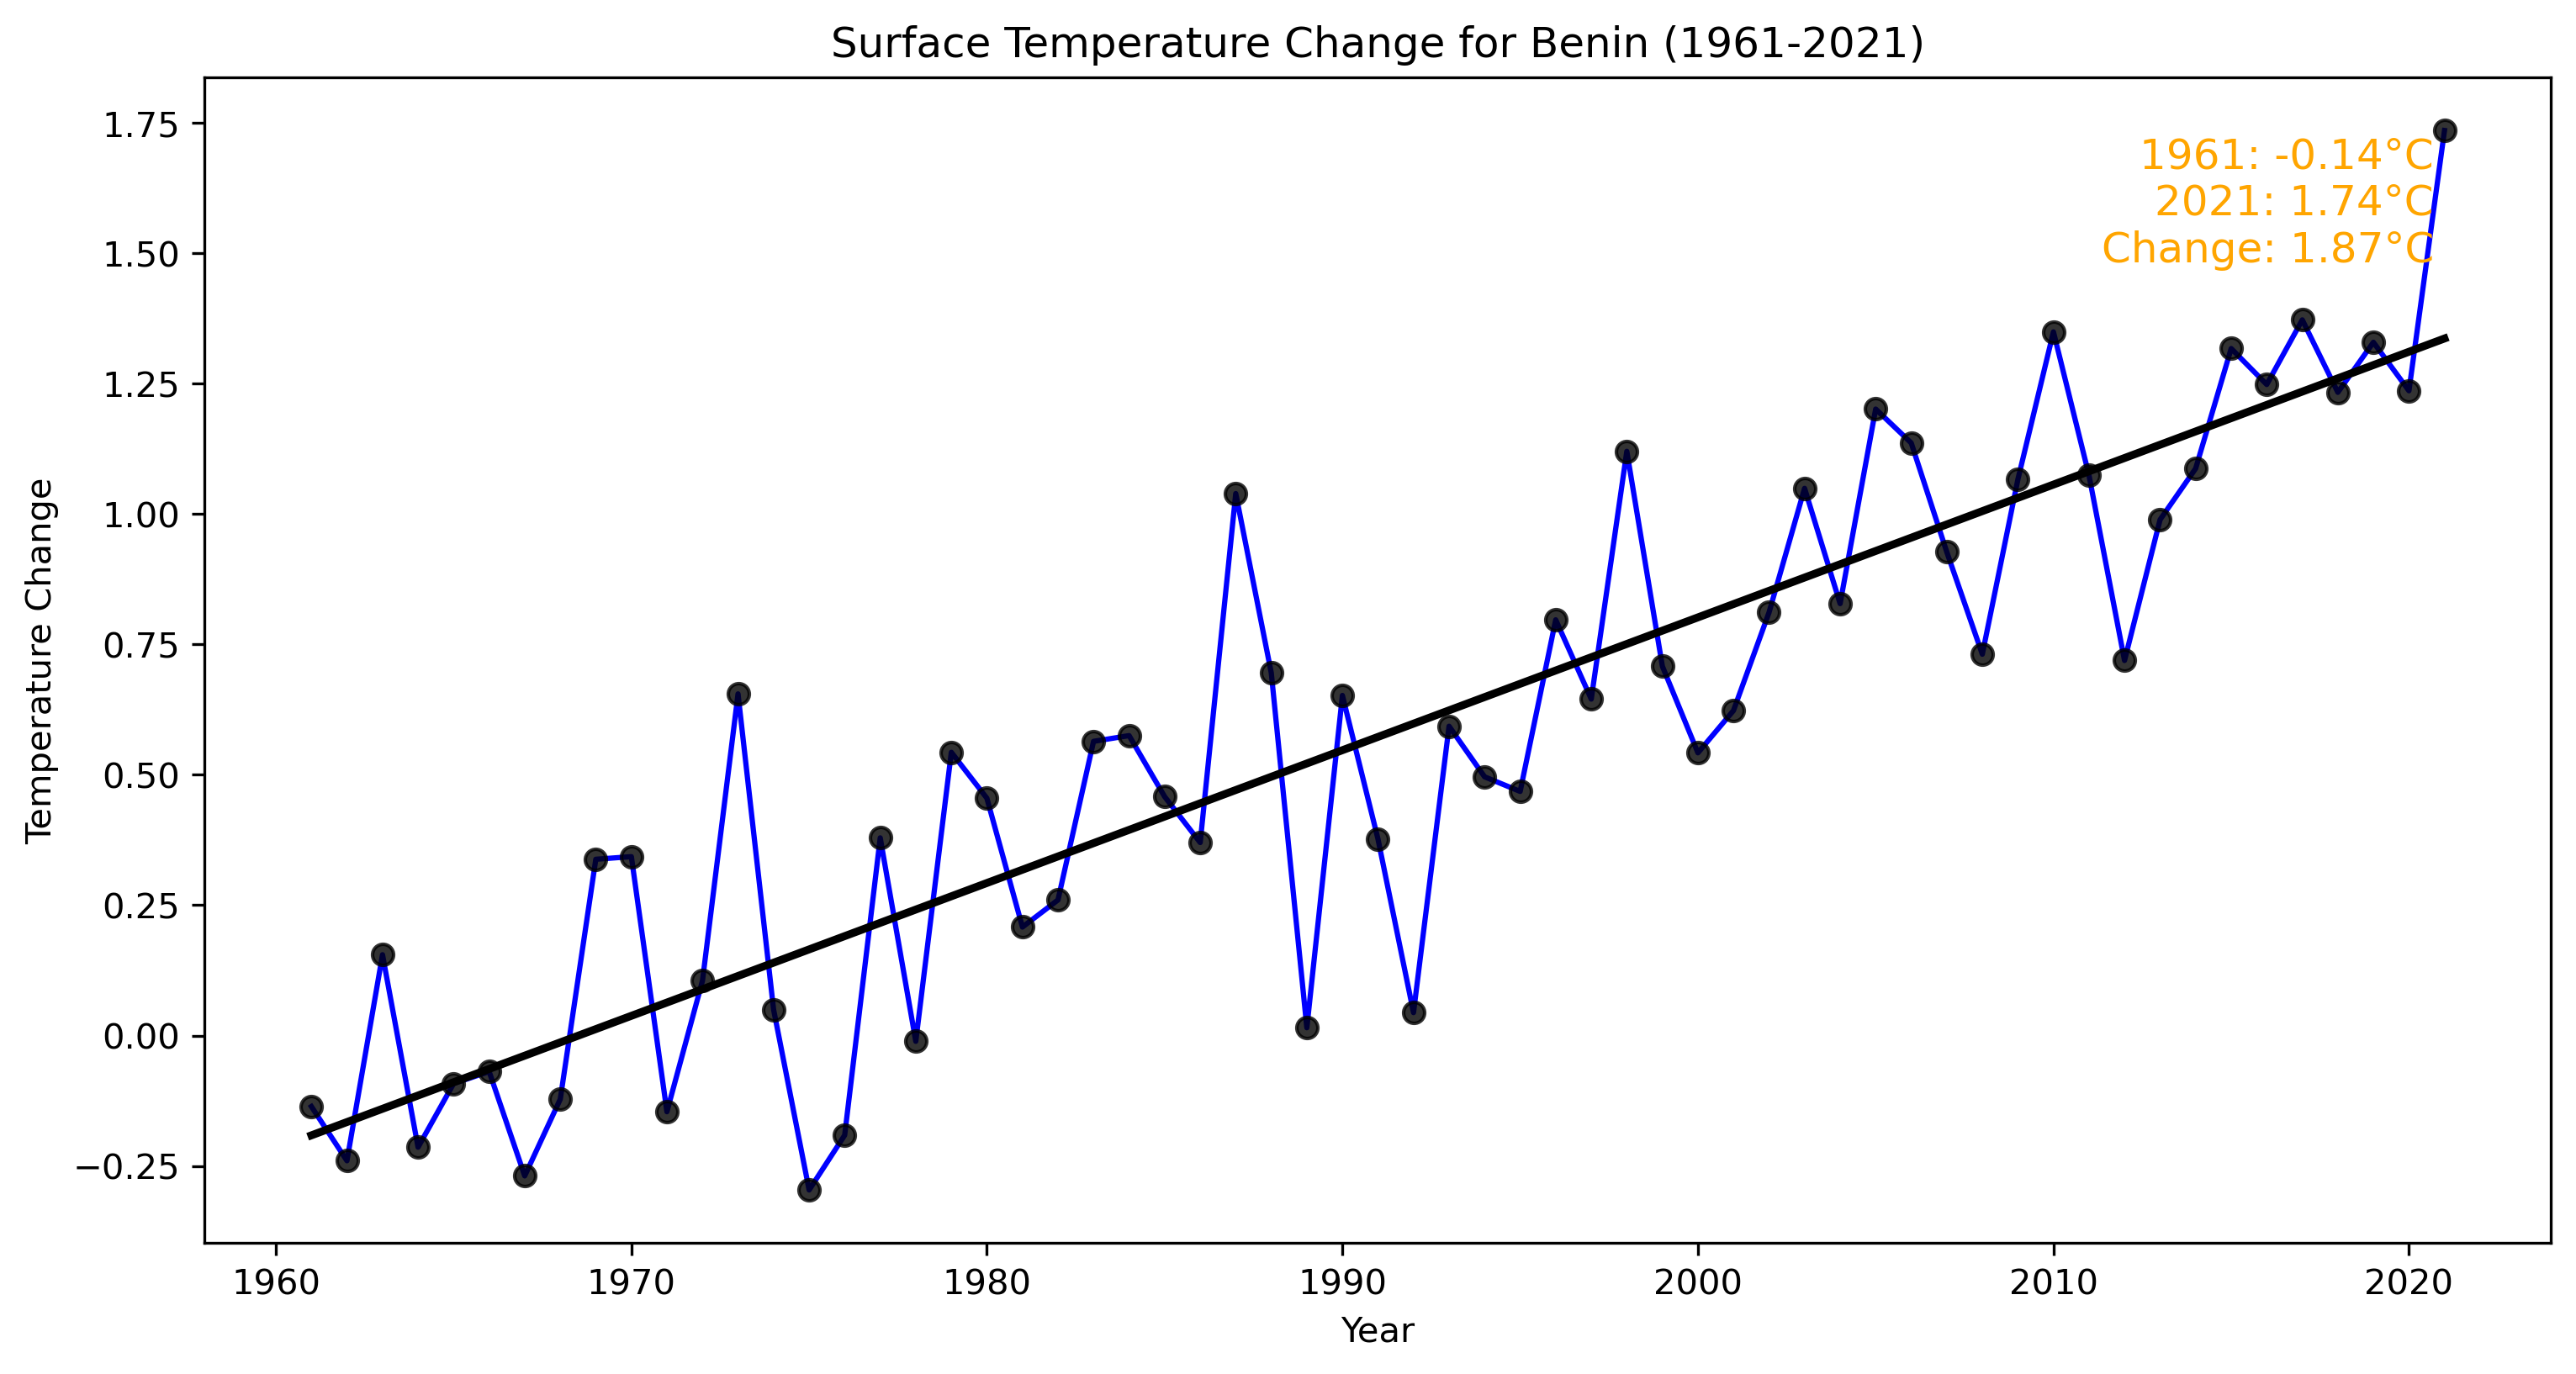 Surface Temperature Change for Benin (1961-2021)
1.75
1.50
1.25
1.00
0.75
0.50
0.25
0.00
−0.25
Temperature Change
1961: -0.14°C
2021: 1.74°C
Change: 1.87°C
1960 1970 1980 1990 2000 2010 2020
Year